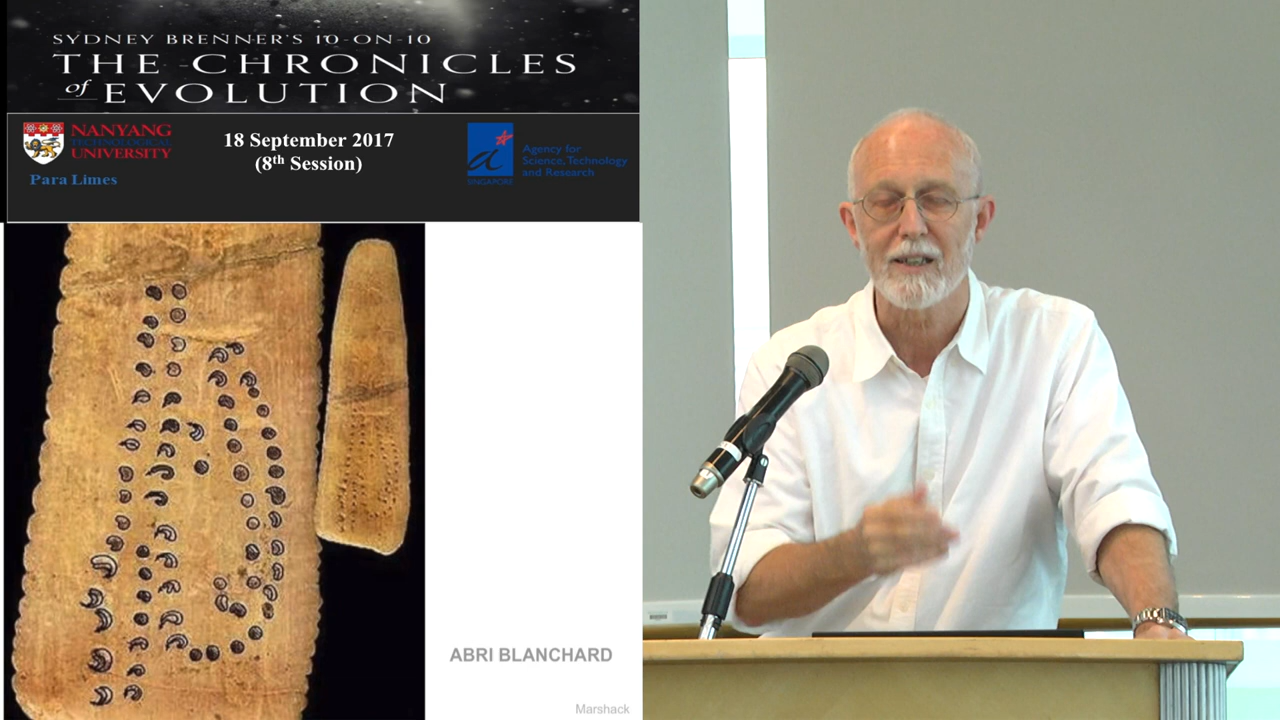 SYDNEY BRENNER'S 10-ON-10
THE CHRONICLES
of EVOLUTION
NANYANG
TECHNOLOGICAL
UNIVERSITY
Para Limes
18 September 2017
(8th Session)
Agency for
Science, Technology
and Research
SINGAPORE
ABRI BLANCHARD
Marshack